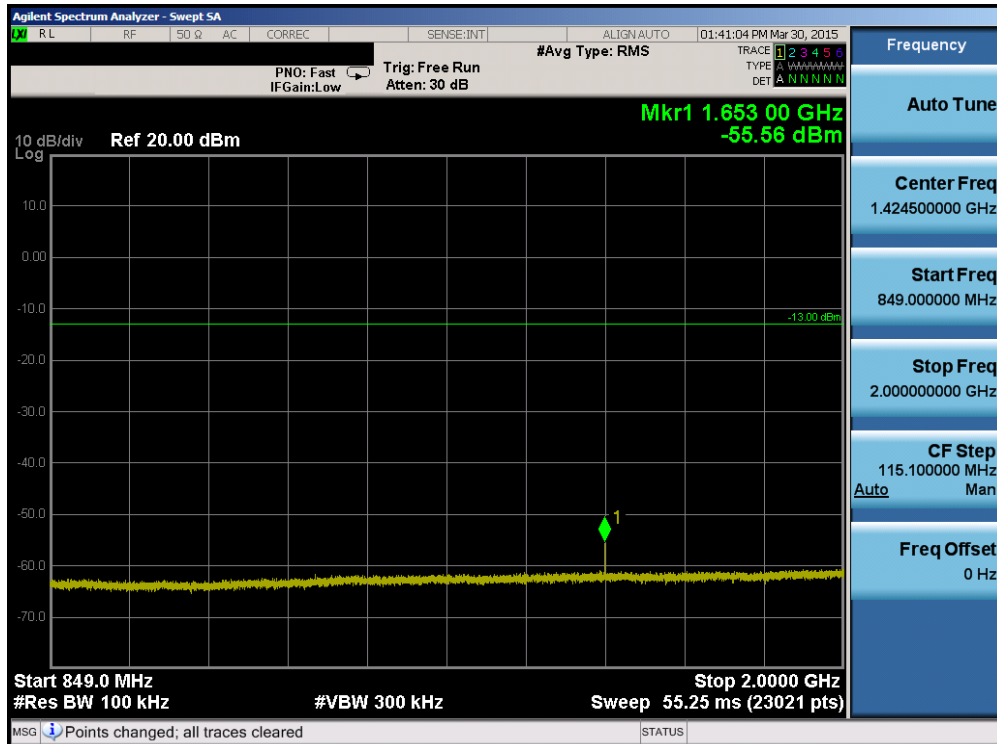 Agilent Spectrum Analyzer - Swept SA
LXI RL RF 50 Ω AC CORREC SENSE:INT ALIGN AUTO 01:41:04 PM Mar 30, 2015
#Avg Type: RMS TRACE 1 2 3 4 5 6
PNO: Fast Trig: Free Run TYPE A
IFGain:Low Atten: 30 dB DET A N N N N N
Mkr1 1.653 00 GHz
-55.56 dBm
10 dB/div Ref 20.00 dBm
Log
10.0
0.00
-10.0
-13.00 dBm
-20.0
-30.0
-40.0
-50.0
1
-60.0
-70.0
Start 849.0 MHz Stop 2.0000 GHz
#Res BW 100 kHz #VBW 300 kHz Sweep 55.25 ms (23021 pts)
MSG Points changed; all traces cleared STATUS
Frequency
Auto Tune
Center Freq
1.424500000 GHz
Start Freq
849.000000 MHz
Stop Freq
2.000000000 GHz
CF Step
115.100000 MHz
Auto Man
Freq Offset
0 Hz